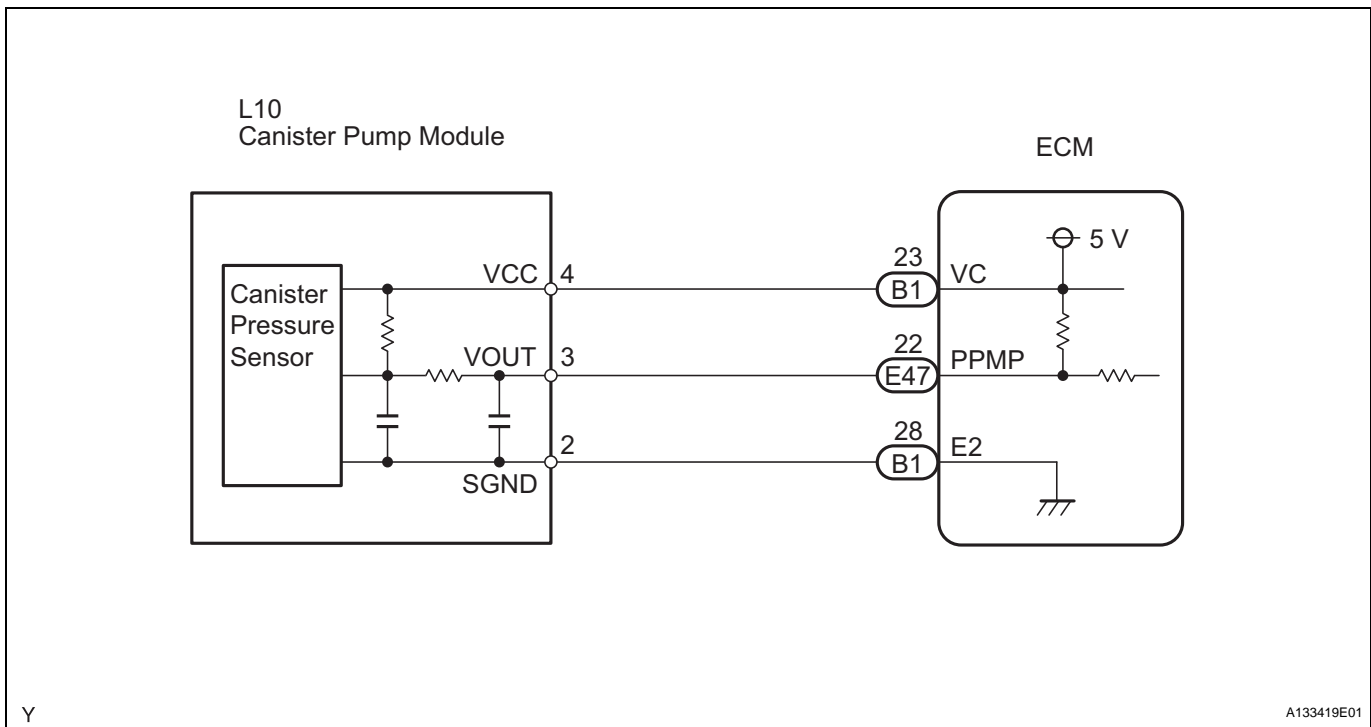 L10
Canister Pump Module
ECM
5 V
VCC 4
23
B1
VC
Canister
Pressure
Sensor
VOUT 3
22
E47
PPMP
2
SGND
28
B1
E2
Y
A133419E01